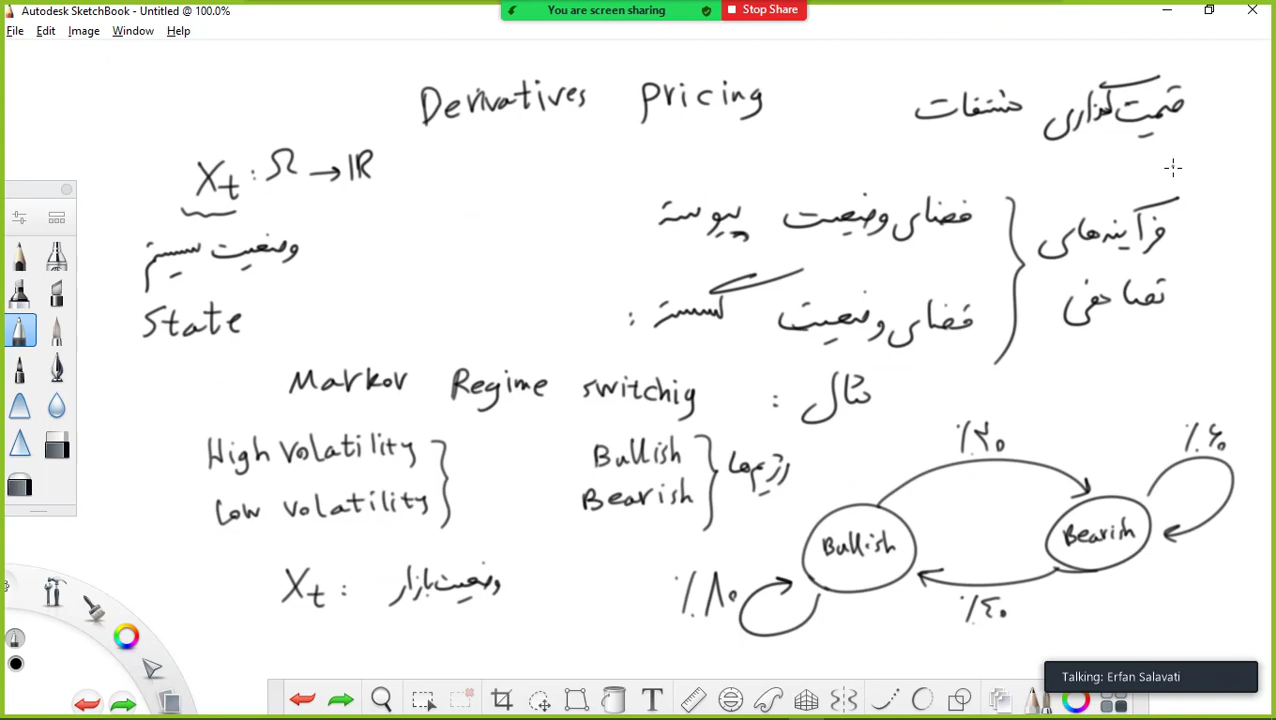 Autodesk SketchBook - Untitled @ 100.0%
You are screen sharing
Stop Share
File Edit Image Window Help
Derivatives pricing قیمت‌گذاری مشتقات
Xt : Ω → IR
وضعیت سیستم
State
فرآیندهای تصادفی
فضای وضعیت پیوسته
فضای وضعیت گسسته :
مثال : Markov Regime switchig
High volatility
Low volatility
Bullish
Bearish
رژیم‌ها
Xt : وضعیت بازار
٪۲۰
٪۶۰
Bullish
Bearish
٪۸۰
٪۴۰
Talking: Erfan Salavati